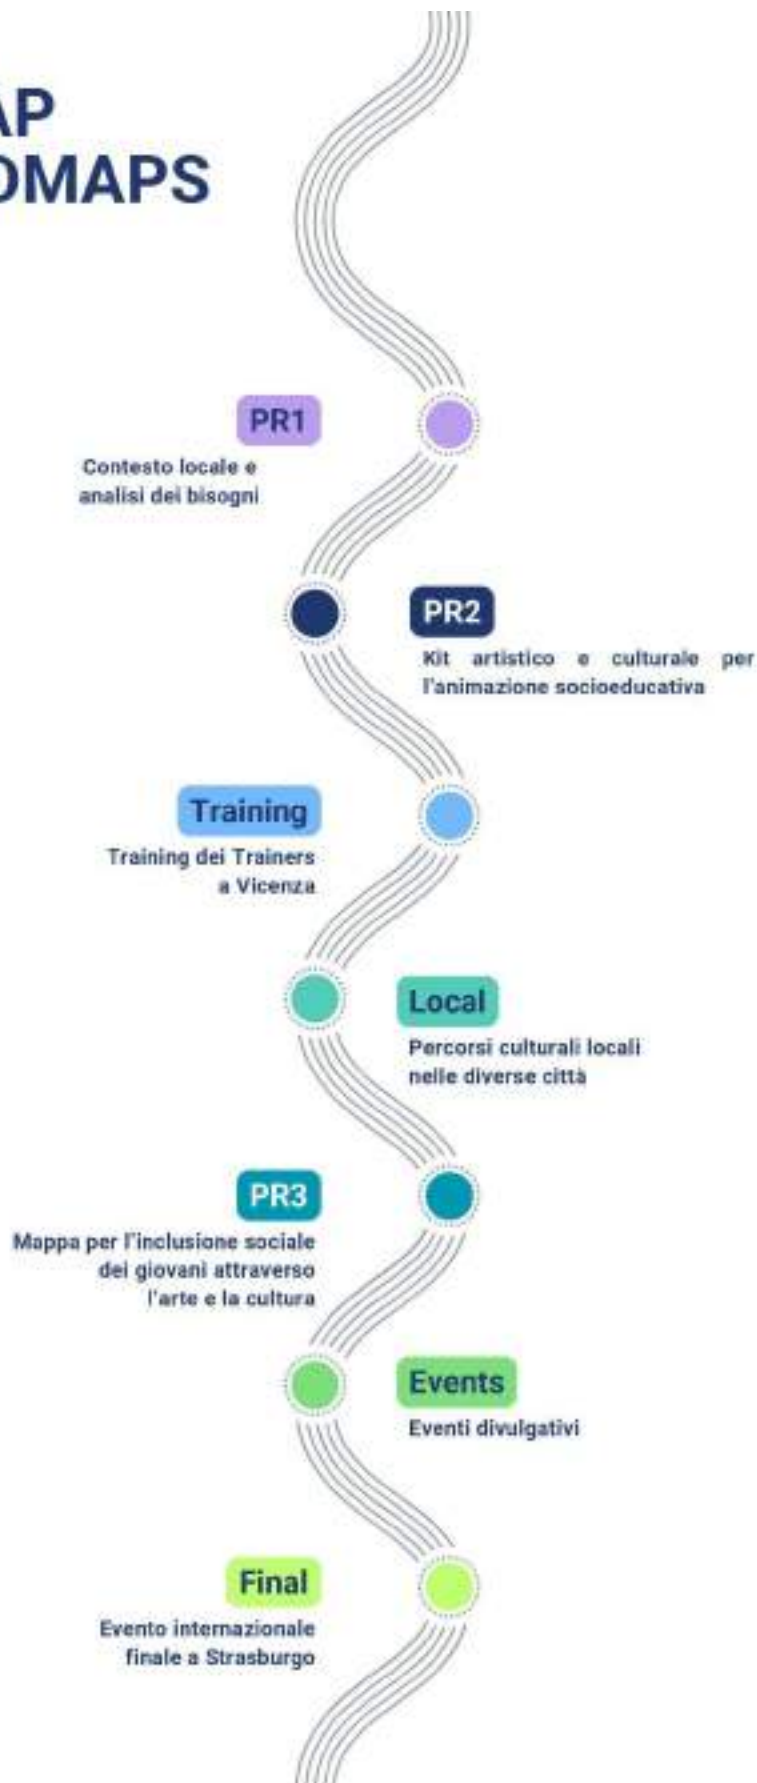 AP
OMAPS
PR1
Contesto locale e
analisi dei bisogni
PR2
Kit artistico e culturale per
l'animazione socioeducativa
Training
Training dei Trainers
a Vicenza
Local
Percorsi culturali locali
nelle diverse città
PR3
Mappa per l'inclusione sociale
dei giovani attraverso
l'arte e la cultura
Events
Eventi divulgativi
Final
Evento internazionale
finale a Strasburgo